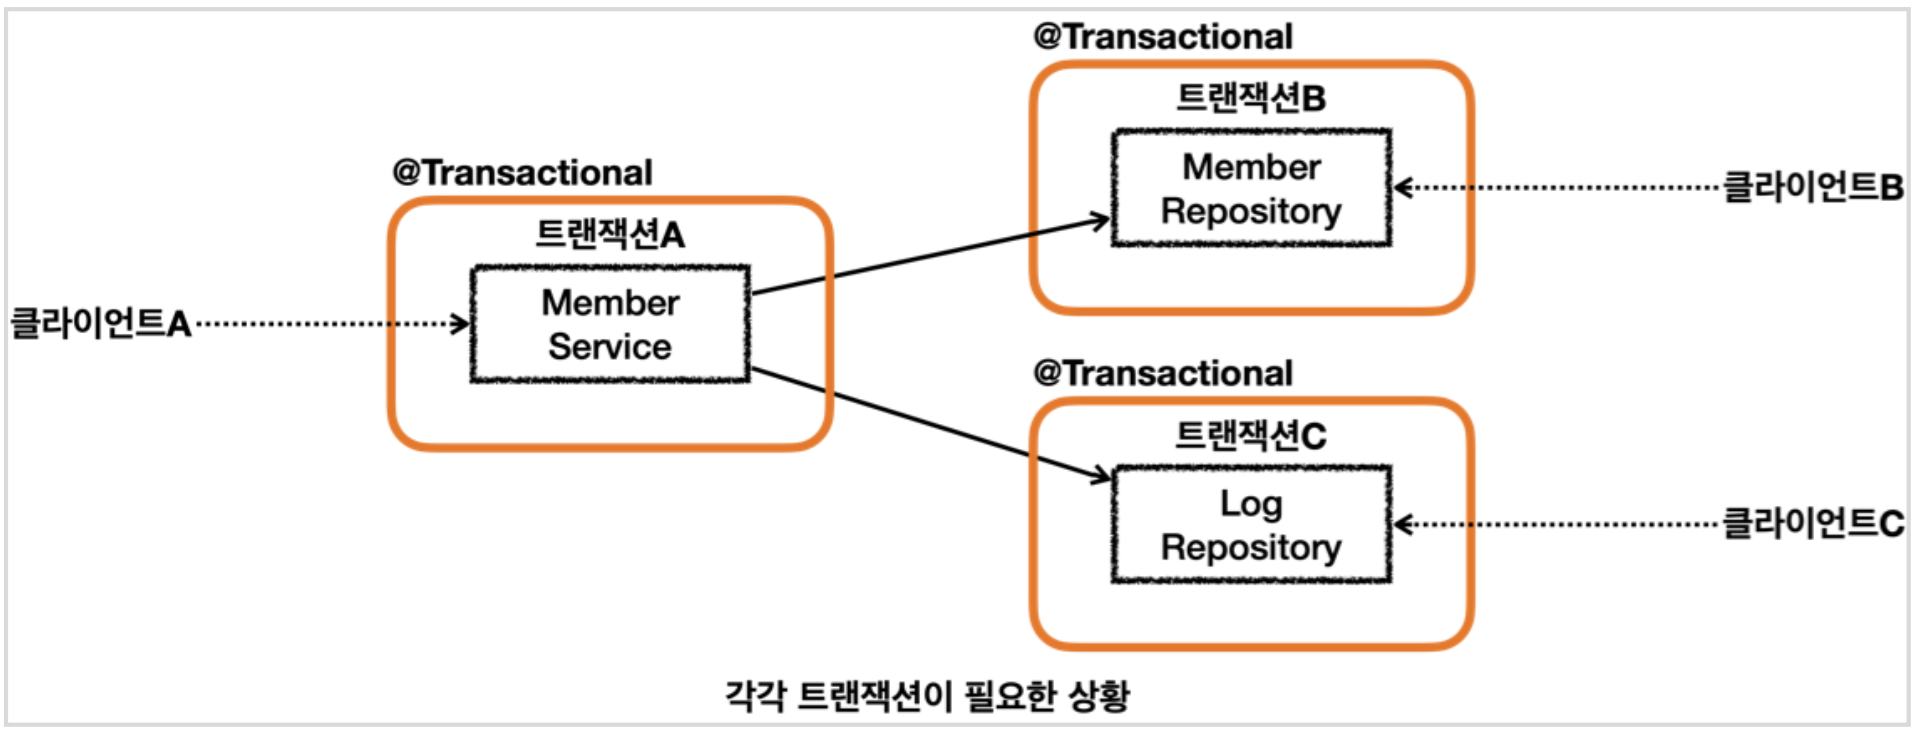 @Transactional
트랜잭션B
Member
Repository
클라이언트B
@Transactional
트랜잭션A
Member
Service
클라이언트A
@Transactional
트랜잭션C
Log
Repository
클라이언트C
각각 트랜잭션이 필요한 상황